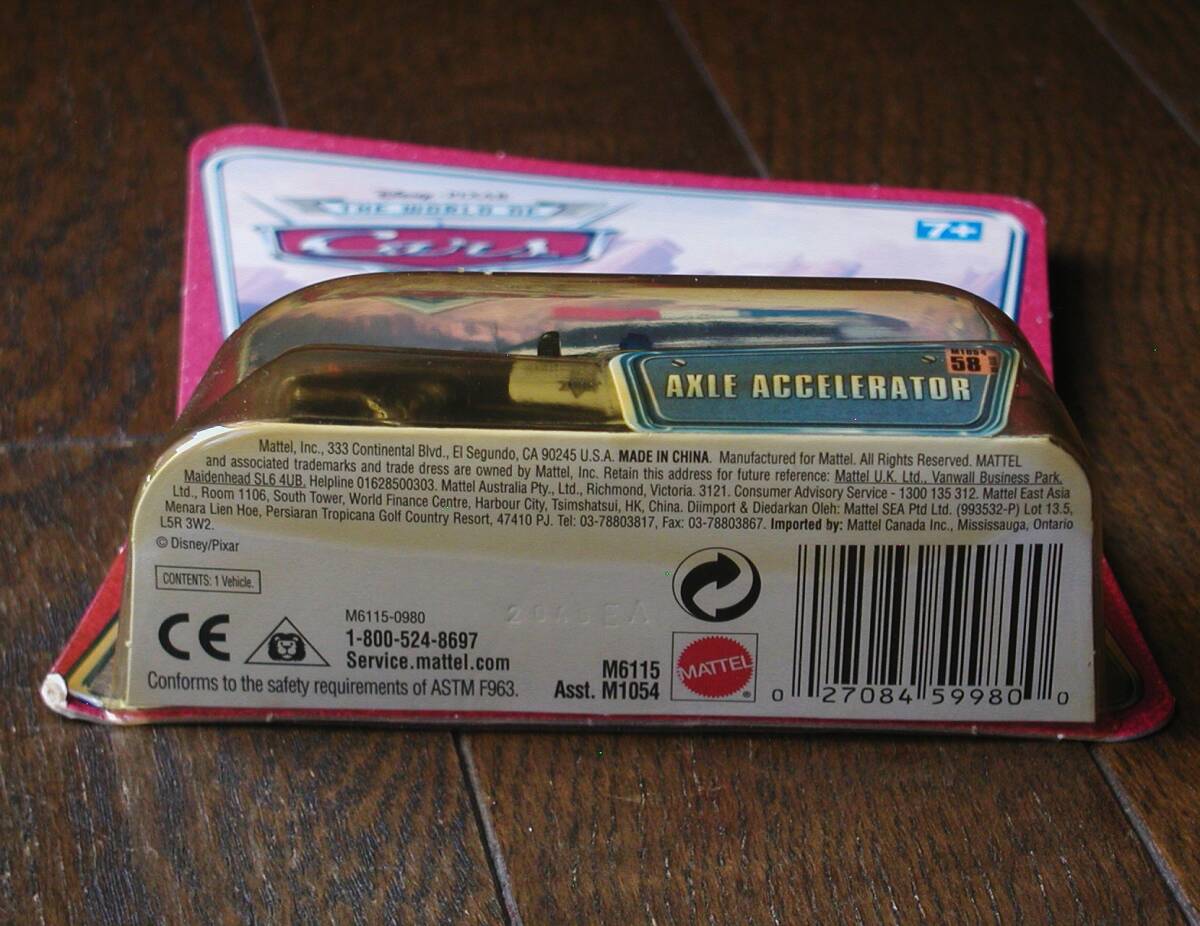 Disney · PIXAR
THE WORLD OF
Cars
7+
M1054
58
AXLE ACCELERATOR
Mattel, Inc., 333 Continental Blvd., El Segundo, CA 90245 U.S.A. MADE IN CHINA. Manufactured for Mattel. All Rights Reserved. MATTEL
and associated trademarks and trade dress are owned by Mattel, Inc. Retain this address for future reference: Mattel U.K. Ltd., Vanwall Business Park,
Maidenhead SL6 4UB. Helpline 01628500303. Mattel Australia Pty., Ltd., Richmond, Victoria. 3121. Consumer Advisory Service - 1300 135 312. Mattel East Asia
Ltd., Room 1106, South Tower, World Finance Centre, Harbour City, Tsimshatsui, HK, China. Diimport & Diedarkan Oleh: Mattel SEA Ptd Ltd. (993532-P) Lot 13.5,
Menara Lien Hoe, Persiaran Tropicana Golf Country Resort, 47410 PJ. Tel: 03-78803817, Fax: 03-78803867. Imported by: Mattel Canada Inc., Mississauga, Ontario
L5R 3W2.
© Disney/Pixar
CONTENTS: 1 Vehicle.
CE
M6115-0980
1-800-524-8697
Service.mattel.com
Conforms to the safety requirements of ASTM F963.
M6115
Asst. M1054
MATTEL
®
0 27084 59980 0